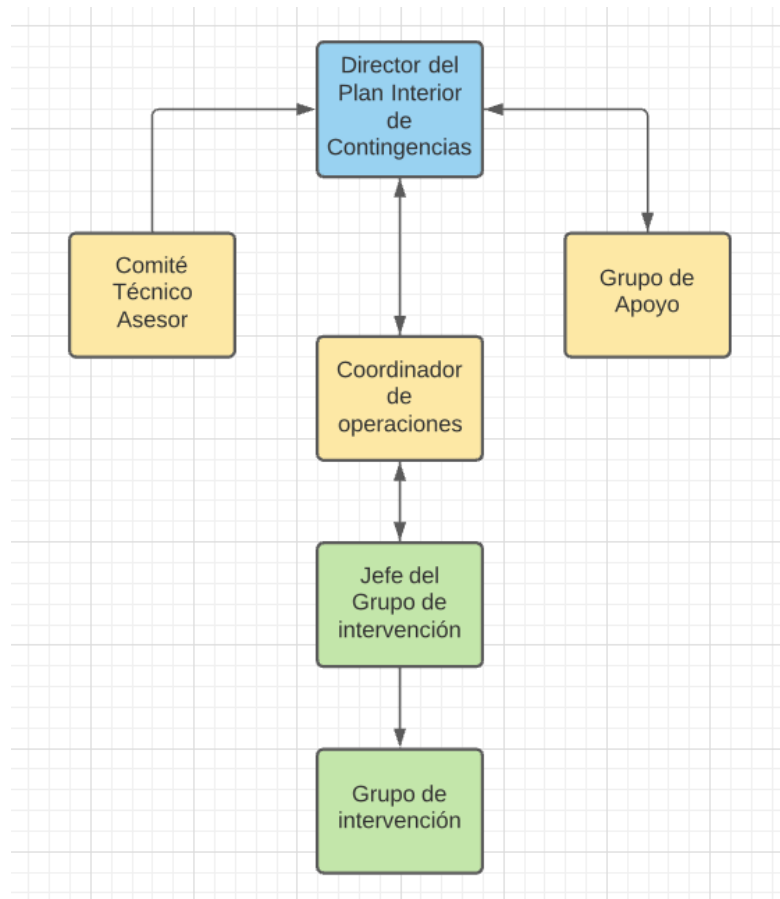 Director del
Plan Interior
de
Contingencias
Comité
Técnico
Asesor
Grupo de
Apoyo
Coordinador
de
operaciones
Jefe del
Grupo de
intervención
Grupo de
intervención